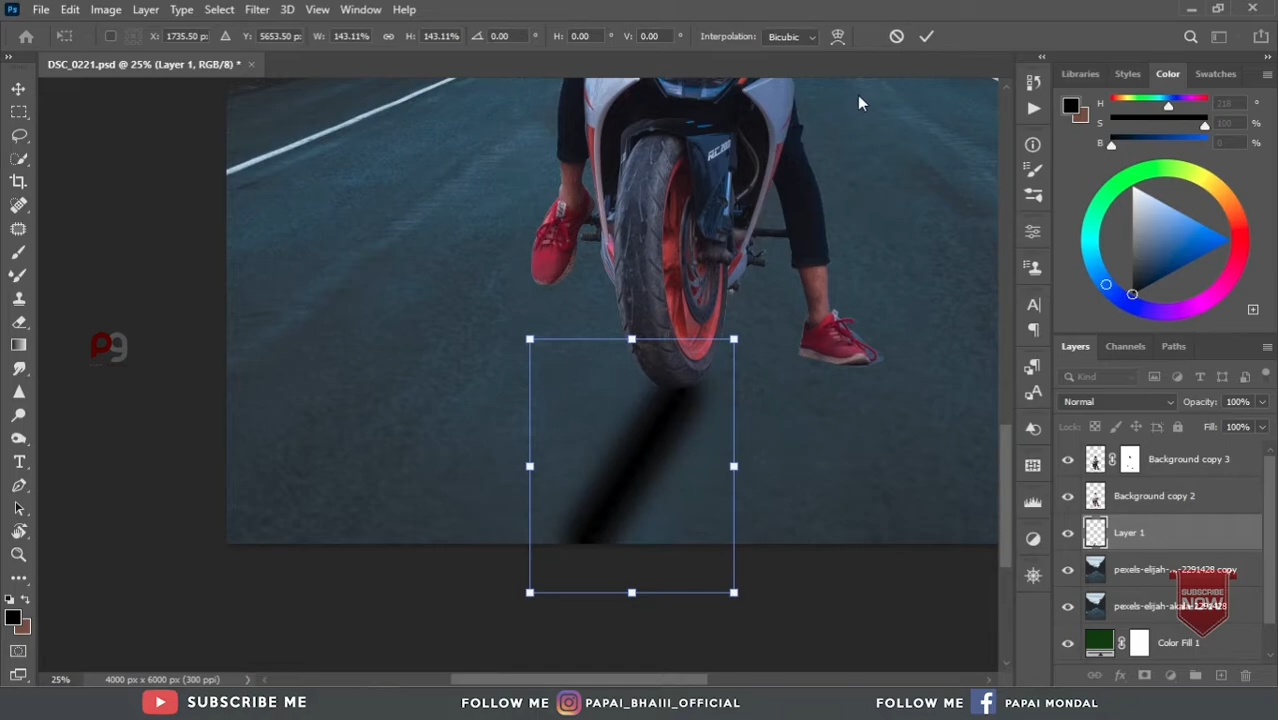 Ps File Edit Image Layer Type Select Filter 3D View Window Help
X: 1735.50 p: Y: 5653.50 p: W: 143.11% H: 143.11% 0.00 ° H: 0.00 ° V: 0.00 ° Interpolation: Bicubic
DSC_0221.psd @ 25% (Layer 1, RGB/8) * ×
Libraries Styles Color Swatches
H 218 °
S 100 %
B 0 %
pg
Layers Channels Paths
Kind
Normal Opacity: 100%
Lock: Fill: 100%
Background copy 3
Background copy 2
Layer 1
pexels-elijah-...-2291428 copy
SUBSCRIBE
NOW
Color Fill 1
25% 4000 px x 6000 px (300 ppi)
SUBSCRIBE ME FOLLOW ME PAPAI_BHAIII_OFFICIAL FOLLOW ME PAPAI MONDAL